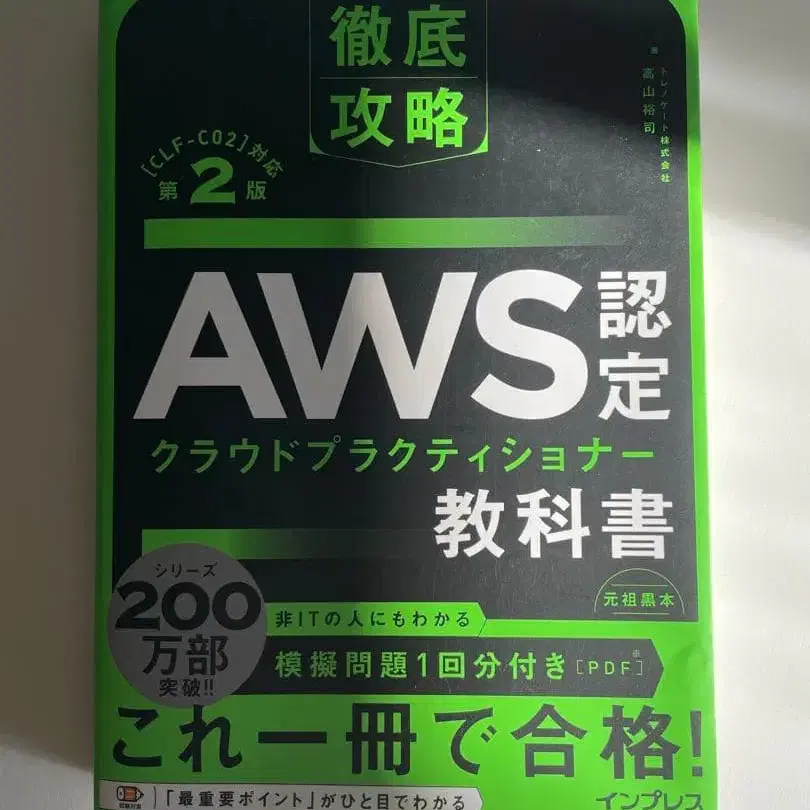 徹底
攻略
著
トレノケート株式会社
高山裕司
[CLF-C02]対応
第2版
AWS認定
クラウドプラクティショナー
教科書
元祖黒本
シリーズ
200
万部
突破!!
非ITの人にもわかる
模擬問題1回分付き[PDF]※
これ一冊で合格!
試験対策
「最重要ポイント」がひと目でわかる
インプレス